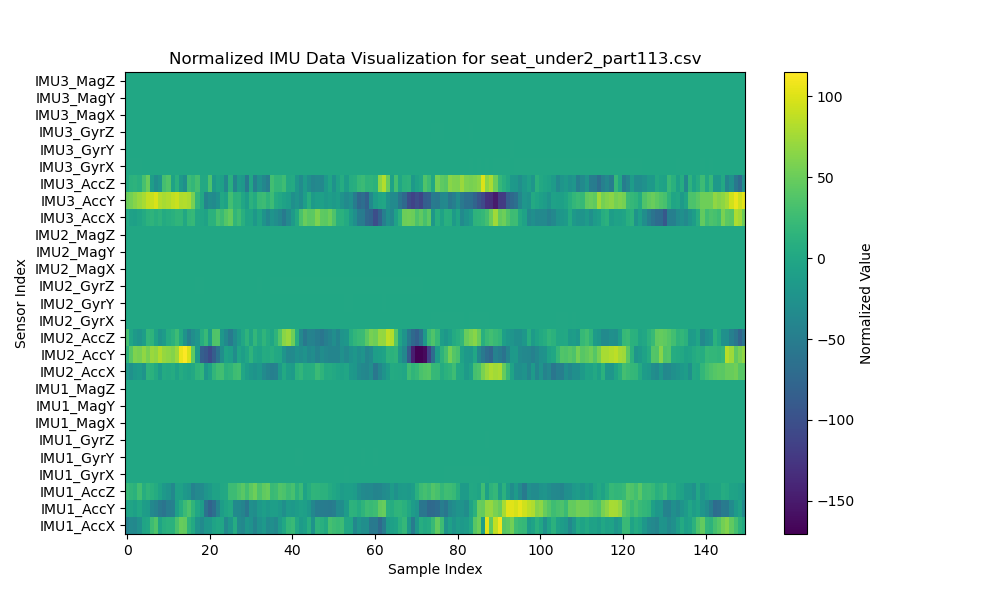 Normalized IMU Data Visualization for seat_under2_part113.csv
IMU3_MagZ
IMU3_MagY
IMU3_MagX
IMU3_GyrZ
IMU3_GyrY
IMU3_GyrX
IMU3_AccZ
IMU3_AccY
IMU3_AccX
IMU2_MagZ
IMU2_MagY
IMU2_MagX
IMU2_GyrZ
IMU2_GyrY
IMU2_GyrX
IMU2_AccZ
IMU2_AccY
IMU2_AccX
IMU1_MagZ
IMU1_MagY
IMU1_MagX
IMU1_GyrZ
IMU1_GyrY
IMU1_GyrX
IMU1_AccZ
IMU1_AccY
IMU1_AccX
Sensor Index
0 20 40 60 80 100 120 140
Sample Index
100
50
0
−50
−100
−150
Normalized Value